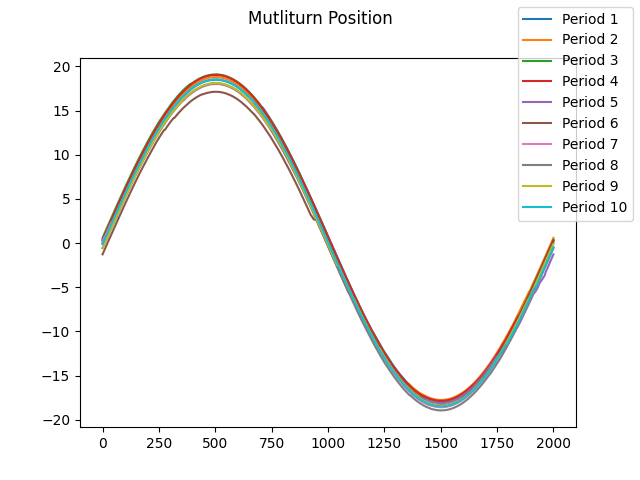 Mutliturn Position
Period 1
Period 2
Period 3
Period 4
Period 5
Period 6
Period 7
Period 8
Period 9
Period 10
20
15
10
5
0
−5
−10
−15
−20
0 250 500 750 1000 1250 1500 1750 2000